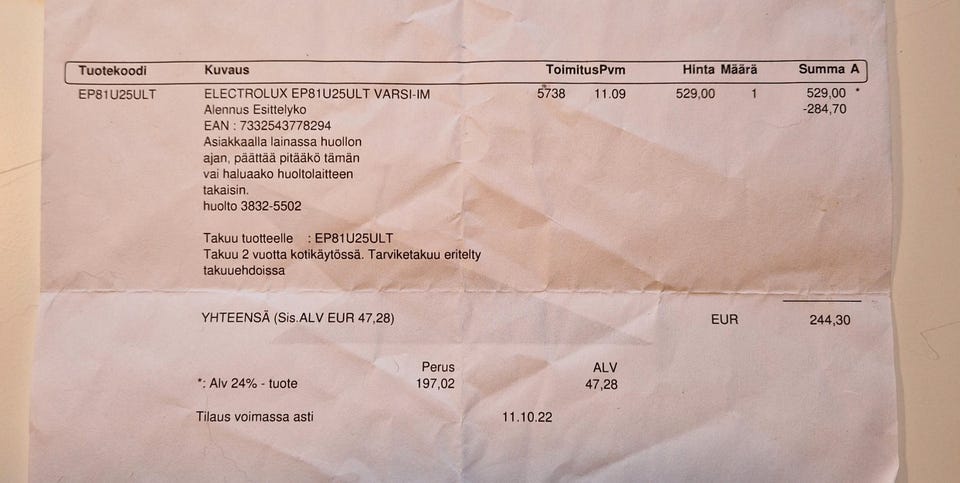 Tuotekoodi Kuvaus ToimitusPvm Hinta Määrä Summa A
EP81U25ULT ELECTROLUX EP81U25ULT VARSI-IM 5738 11.09 529,00 1 529,00 *
Alennus Esittelyko -284,70
EAN : 7332543778294
Asiakkaalla lainassa huollon
ajan, päättää pitääkö tämän
vai haluaako huoltolaitteen
takaisin.
huolto 3832-5502
Takuu tuotteelle : EP81U25ULT
Takuu 2 vuotta kotikäytössä. Tarviketakuu eritelty
takuuehdoissa
YHTEENSÄ (Sis.ALV EUR 47,28) EUR 244,30
Perus ALV
*: Alv 24% - tuote 197,02 47,28
Tilaus voimassa asti 11.10.22